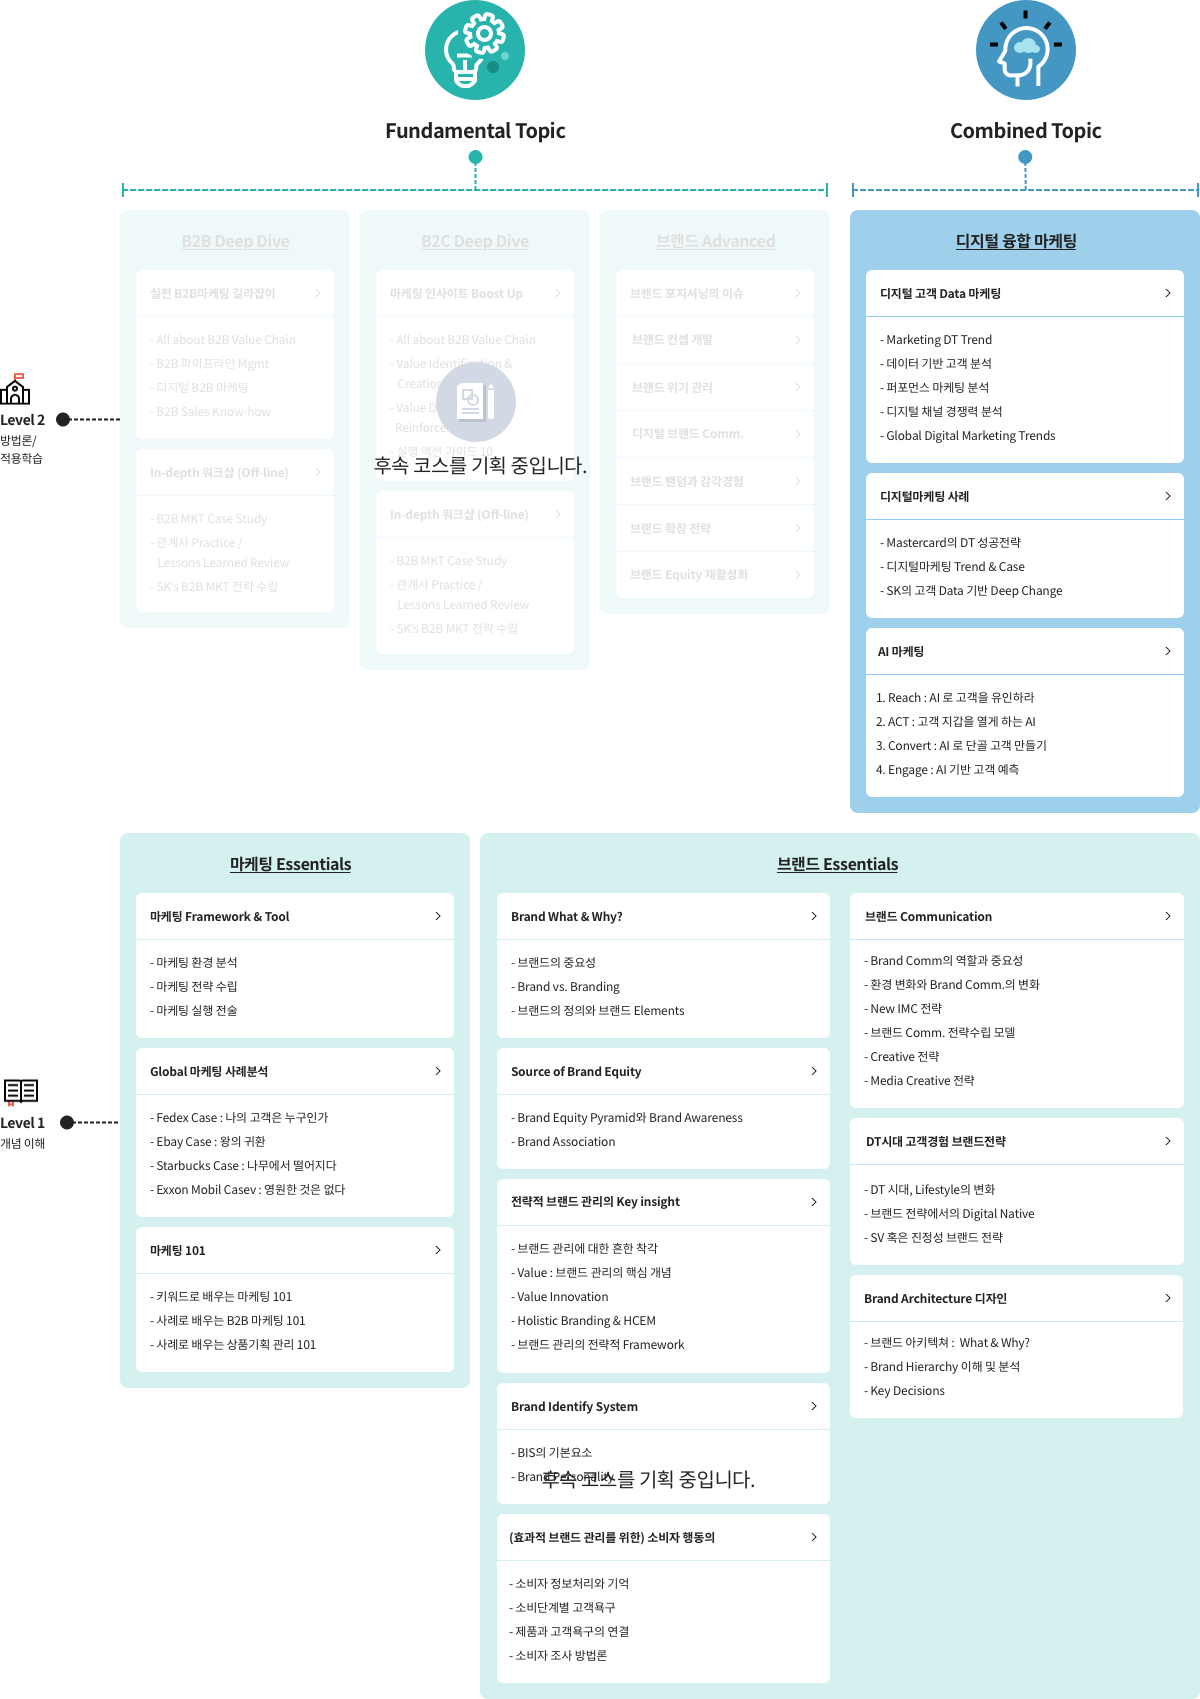 Fundamental Topic
Combined Topic
Level 2
방법론/
적용학습
B2B Deep Dive
실전 B2B마케팅 길라잡이
- All about B2B Value Chain
- B2B 파이프라인 Mgmt
- 디지털 B2B 마케팅
- B2B Sales Know-how
In-depth 워크샵 (Off-line)
- B2B MKT Case Study
- 관계사 Practice /
Lessons Learned Review
- SK's B2B MKT 전략 수립
B2C Deep Dive
마케팅 인사이트 Boost Up
- All about B2B Value Chain
- Value Identification &
Creation
- Value D
Reinforce
- 실행 액션 가이드 10
후속 코스를 기획 중입니다.
In-depth 워크샵 (Off-line)
- B2B MKT Case Study
- 관계사 Practice /
Lessons Learned Review
- SK's B2B MKT 전략 수립
브랜드 Advanced
브랜드 포지셔닝의 이슈
브랜드 컨셉 개발
브랜드 위기 관리
디지털 브랜드 Comm.
브랜드 팬덤과 감각경험
브랜드 확장 전략
브랜드 Equity 재활성화
디지털 융합 마케팅
디지털 고객 Data 마케팅
- Marketing DT Trend
- 데이터 기반 고객 분석
- 퍼포먼스 마케팅 분석
- 디지털 채널 경쟁력 분석
- Global Digital Marketing Trends
디지털마케팅 사례
- Mastercard의 DT 성공전략
- 디지털마케팅 Trend & Case
- SK의 고객 Data 기반 Deep Change
AI 마케팅
1. Reach : AI 로 고객을 유인하라
2. ACT : 고객 지갑을 열게 하는 AI
3. Convert : AI 로 단골 고객 만들기
4. Engage : AI 기반 고객 예측
Level 1
개념 이해
마케팅 Essentials
마케팅 Framework & Tool
- 마케팅 환경 분석
- 마케팅 전략 수립
- 마케팅 실행 전술
Global 마케팅 사례분석
- Fedex Case : 나의 고객은 누구인가
- Ebay Case : 왕의 귀환
- Starbucks Case : 나무에서 떨어지다
- Exxon Mobil Casev : 영원한 것은 없다
마케팅 101
- 키워드로 배우는 마케팅 101
- 사례로 배우는 B2B 마케팅 101
- 사례로 배우는 상품기획 관리 101
브랜드 Essentials
Brand What & Why?
- 브랜드의 중요성
- Brand vs. Branding
- 브랜드의 정의와 브랜드 Elements
Source of Brand Equity
- Brand Equity Pyramid와 Brand Awareness
- Brand Association
전략적 브랜드 관리의 Key insight
- 브랜드 관리에 대한 흔한 착각
- Value : 브랜드 관리의 핵심 개념
- Value Innovation
- Holistic Branding & HCEM
- 브랜드 관리의 전략적 Framework
Brand Identify System
- BIS의 기본요소
- Brand Personality
후속 코스를 기획 중입니다.
(효과적 브랜드 관리를 위한) 소비자 행동의
- 소비자 정보처리와 기억
- 소비단계별 고객욕구
- 제품과 고객욕구의 연결
- 소비자 조사 방법론
브랜드 Communication
- Brand Comm의 역할과 중요성
- 환경 변화와 Brand Comm.의 변화
- New IMC 전략
- 브랜드 Comm. 전략수립 모델
- Creative 전략
- Media Creative 전략
DT시대 고객경험 브랜드전략
- DT 시대, Lifestyle의 변화
- 브랜드 전략에서의 Digital Native
- SV 혹은 진정성 브랜드 전략
Brand Architecture 디자인
- 브랜드 아키텍쳐 : What & Why?
- Brand Hierarchy 이해 및 분석
- Key Decisions